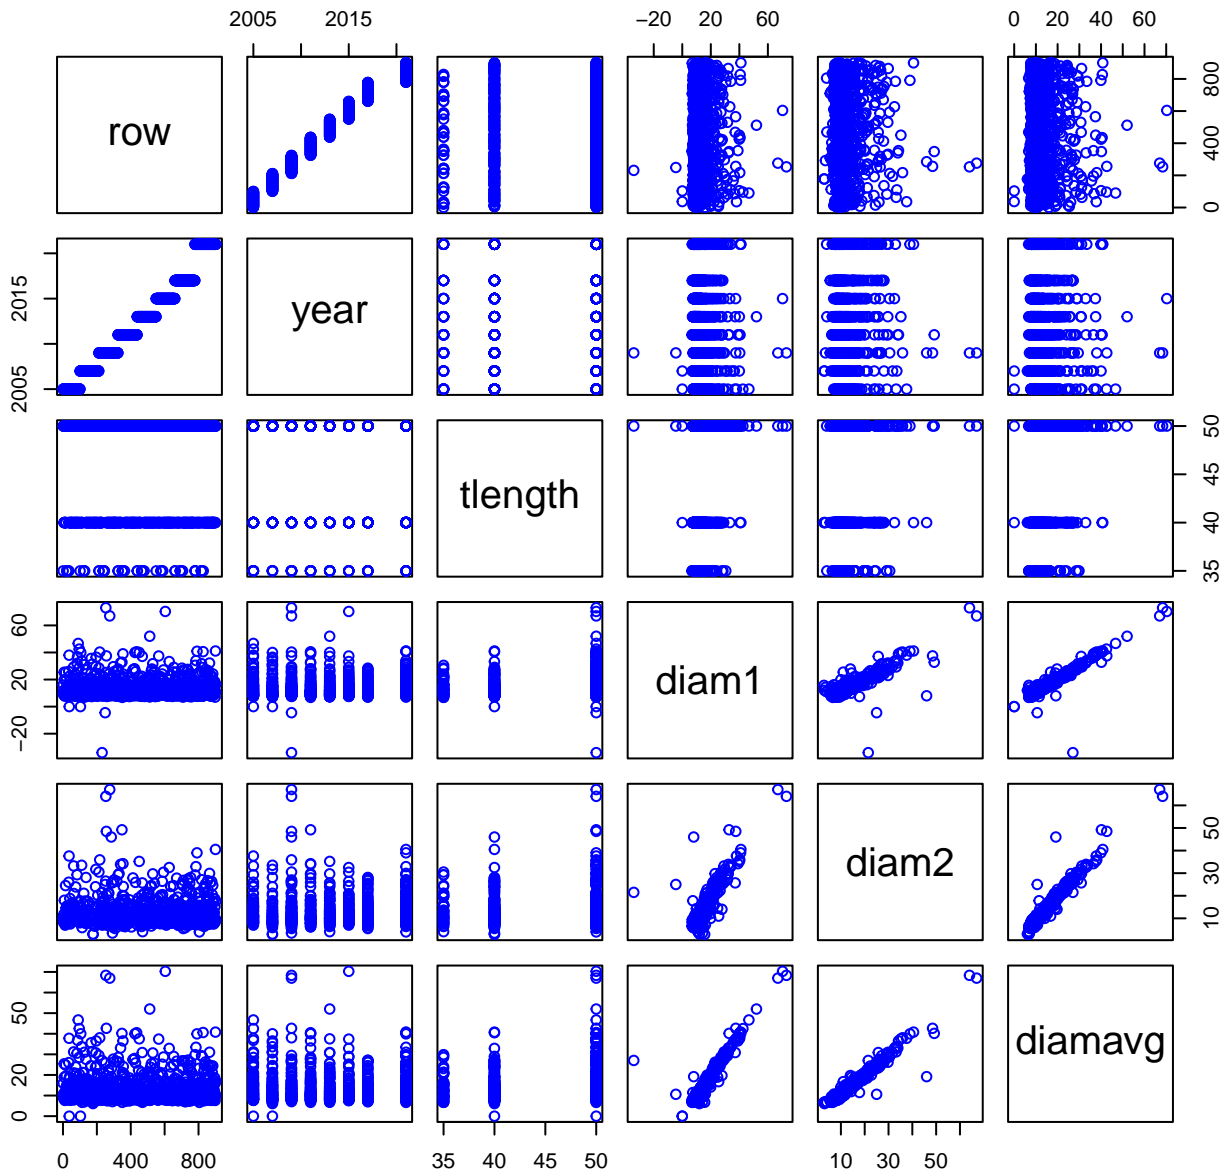 2005 2015 −20 20 60 0 20 40 60
row 0 400 800
2005 2015 year
tlength 35 40 45 50
−20 20 60 diam1
diam2 10 30 50
0 20 50 diamavg
0 400 800 35 40 45 50 10 30 50